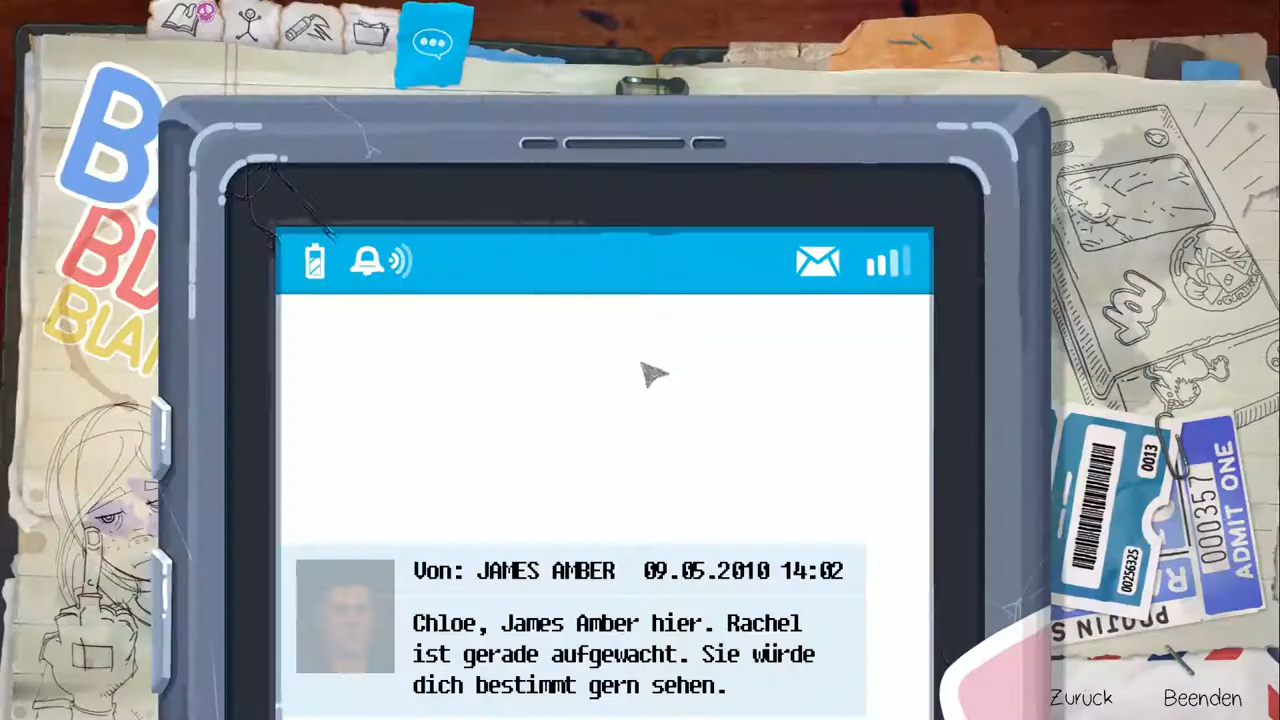 Von: JAMES AMBER 09.05.2010 14:02
Chloe, James Amber hier. Rachel
ist gerade aufgewacht. Sie würde
dich bestimmt gern sehen.
0013
00256325
000357
ADMIT ONE
Zurück
Beenden